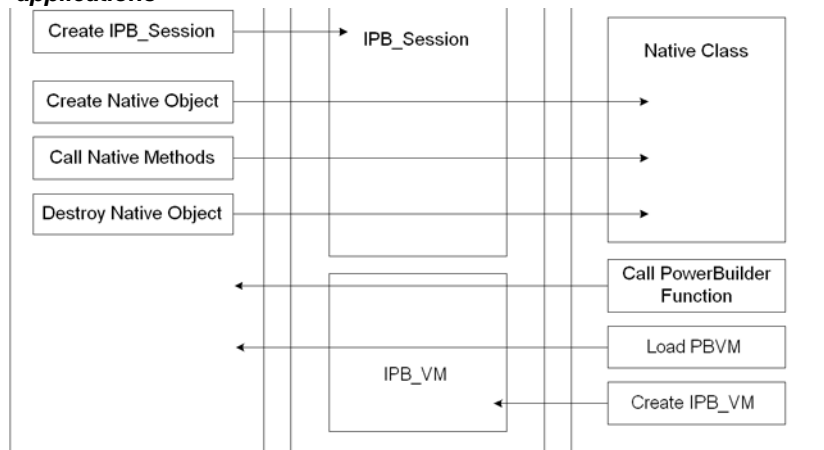 applications
Create IPB_Session
IPB_Session
Native Class
Create Native Object
Call Native Methods
Destroy Native Object
Call PowerBuilder
Function
Load PBVM
IPB_VM
Create IPB_VM